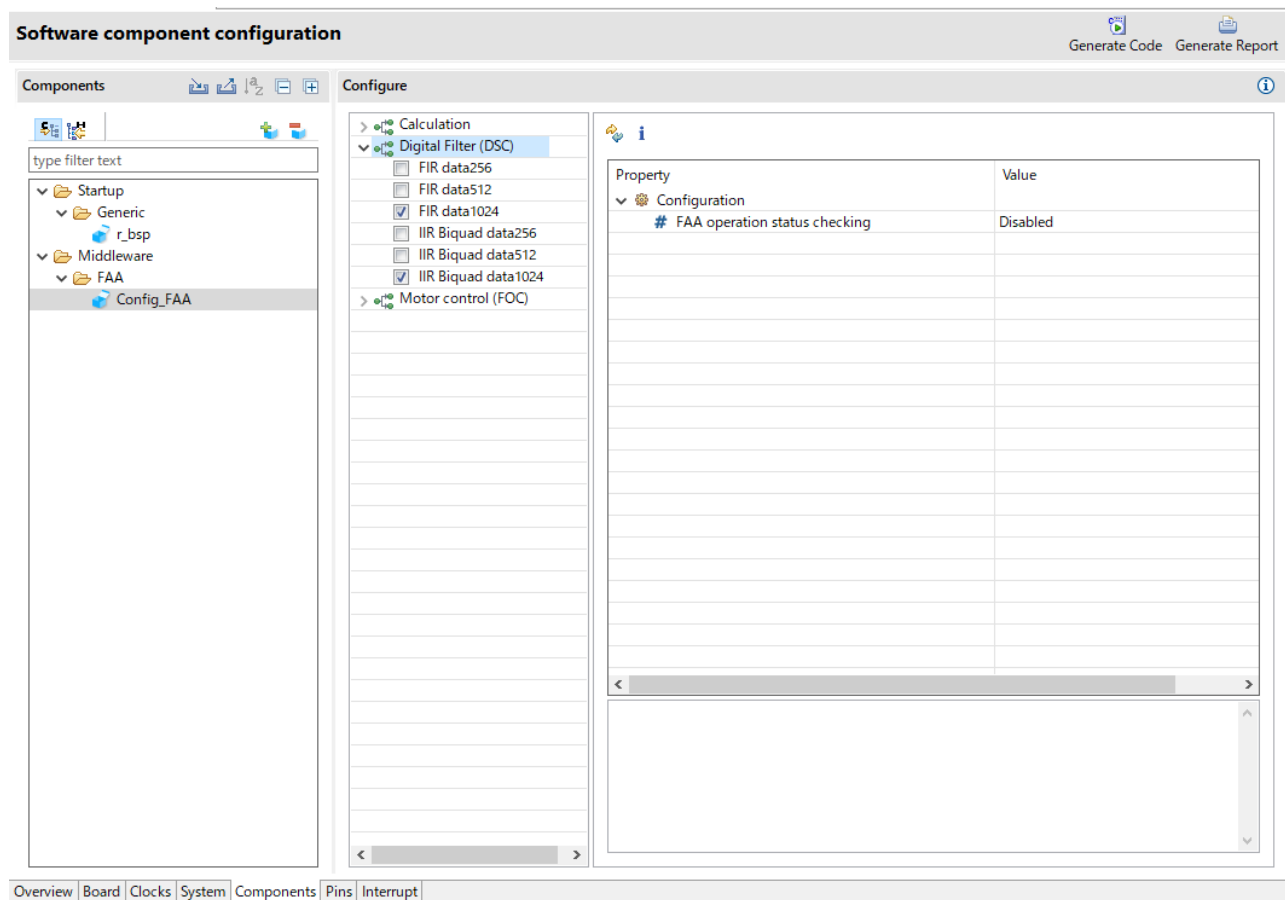 Software component configuration
Generate Code Generate Report
Components
Configure
type filter text
Startup
Generic
r_bsp
Middleware
FAA
Config_FAA
Calculation
Digital Filter (DSC)
FIR data256
FIR data512
FIR data1024
IIR Biquad data256
IIR Biquad data512
IIR Biquad data1024
Motor control (FOC)
Property Value
Configuration
# FAA operation status checking Disabled
Overview Board Clocks System Components Pins Interrupt